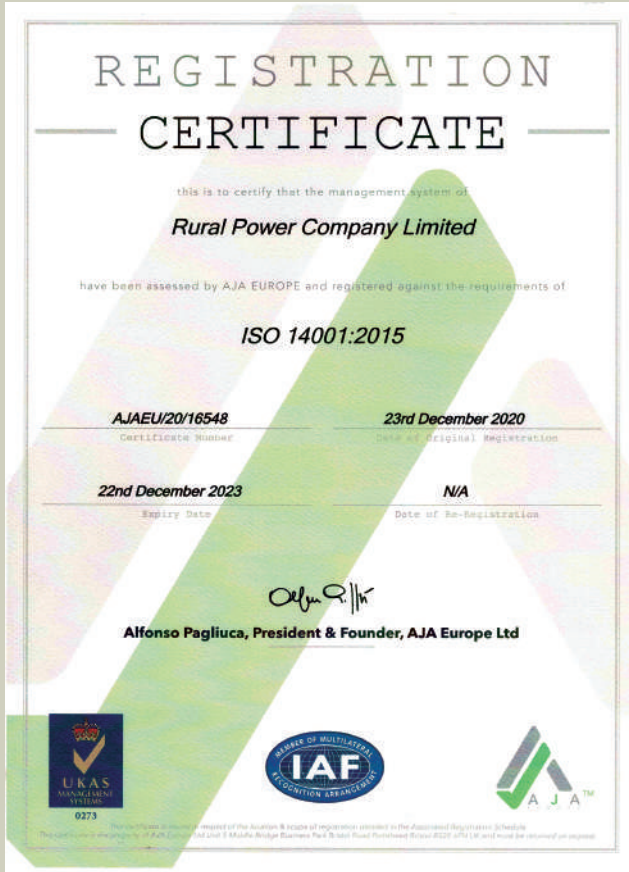 REGISTRATION
CERTIFICATE
this is to certify that the management system of
Rural Power Company Limited
have been assessed by AJA EUROPE and registered against the requirements of
ISO 14001:2015
AJAEU/20/16548
Certificate Number
23rd December 2020
Date of Original Registration
22nd December 2023
Expiry Date
N/A
Date of Re-Registration
Alfonso Pagliuca, President & Founder, AJA Europe Ltd
UKAS
MANAGEMENT
SYSTEMS
0273
MEMBER OF MULTILATERAL
IAF
RECOGNITION ARRANGEMENT
AJA™